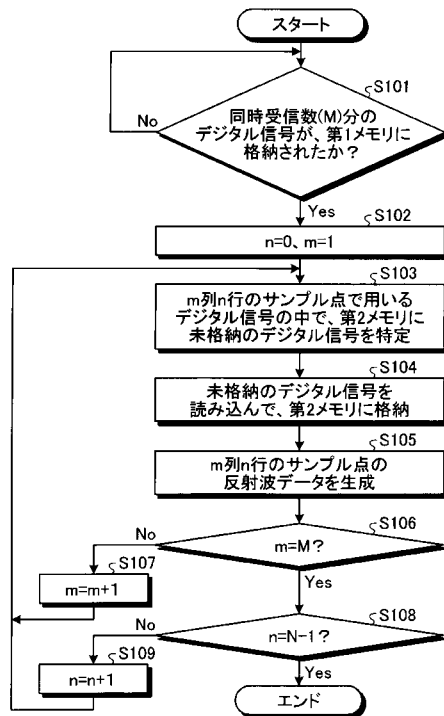 スタート
S101
同時受信数(M)分の
デジタル信号が、第1メモリに
格納されたか？
No
Yes
S102
n=0、m=1
S103
m列n行のサンプル点で用いる
デジタル信号の中で、第2メモリに
未格納のデジタル信号を特定
S104
未格納のデジタル信号を
読み込んで、第2メモリに格納
S105
m列n行のサンプル点の
反射波データを生成
S106
m=M？
No
Yes
S107
m=m+1
S108
n=N-1？
No
Yes
S109
n=n+1
エンド